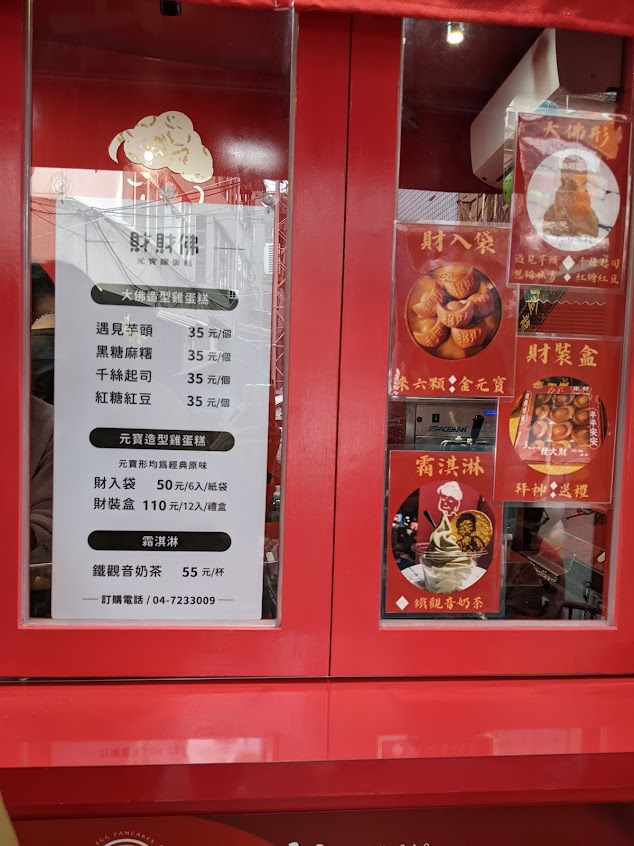 財財佛
元寶雞蛋糕
大佛造型雞蛋糕
遇見芋頭 35 元/個
黑糖麻糬 35 元/個
千絲起司 35 元/個
紅糖紅豆 35 元/個
元寶造型雞蛋糕
元寶形均爲經典原味
財入袋 50 元/6入/紙袋
財裝盒 110 元/12入/禮盒
霜淇淋
鐵觀音奶茶 55 元/杯
訂購電話 / 04-7233009
大佛形
遇見芋頭 千絲起司
黑糖麻糬 紅糖紅豆
財入袋
來六顆 金元寶
財裝盒
平平安安
發大財
拜神 送禮
SPACEMAN
霜淇淋
鐵觀音奶茶
EGG PANCAKES